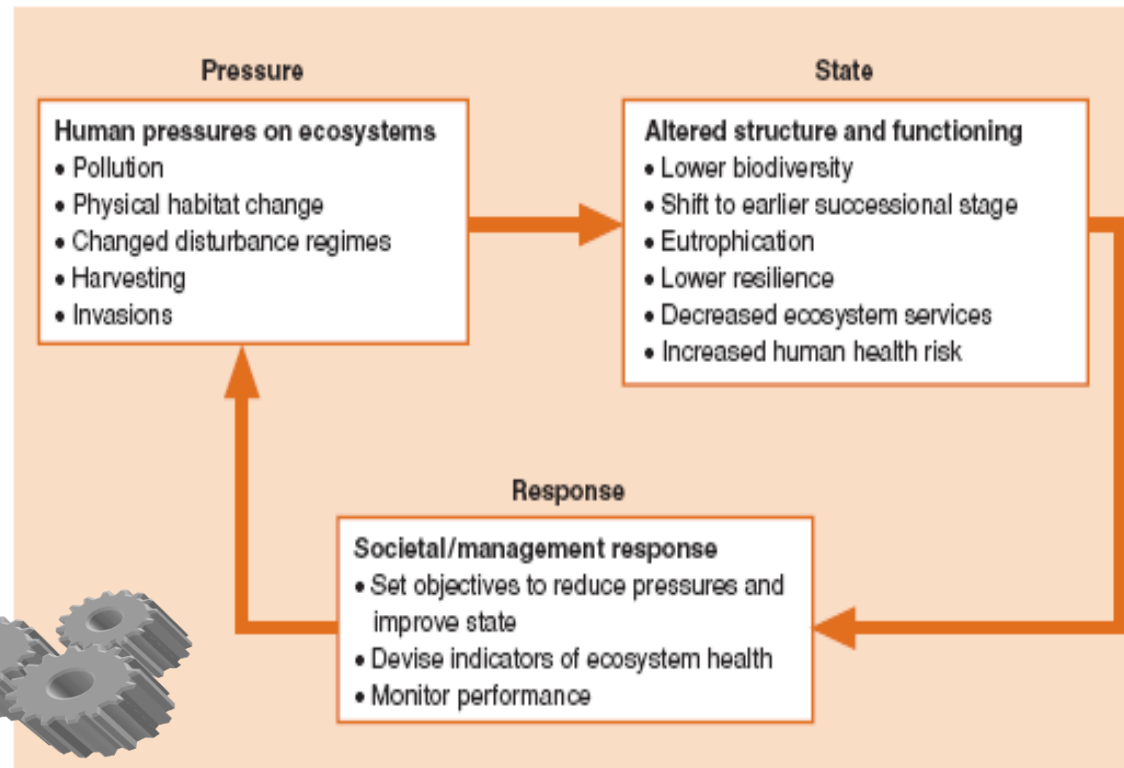 Pressure
Human pressures on ecosystems
• Pollution
• Physical habitat change
• Changed disturbance regimes
• Harvesting
• Invasions
State
Altered structure and functioning
• Lower biodiversity
• Shift to earlier successional stage
• Eutrophication
• Lower resilience
• Decreased ecosystem services
• Increased human health risk
Response
Societal/management response
• Set objectives to reduce pressures and
improve state
• Devise indicators of ecosystem health
• Monitor performance